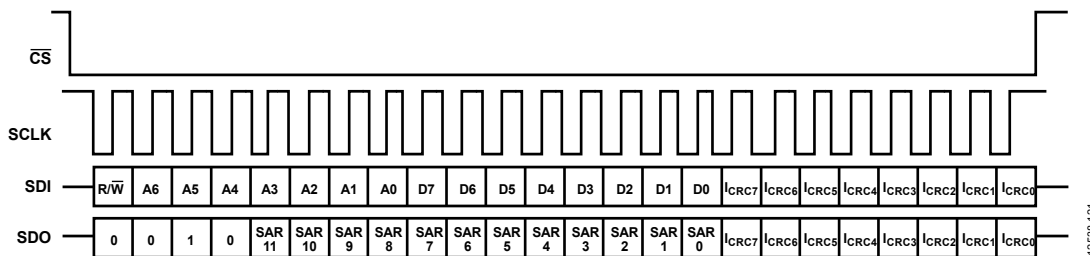 CS
SCLK
SDI R/W A6 A5 A4 A3 A2 A1 A0 D7 D6 D5 D4 D3 D2 D1 D0 ICRC7 ICRC6 ICRC5 ICRC4 ICRC3 ICRC2 ICRC1 ICRC0
SDO 0 0 1 0 SAR 11 SAR 10 SAR 9 SAR 8 SAR 7 SAR 6 SAR 5 SAR 4 SAR 3 SAR 2 SAR 1 SAR 0 ICRC7 ICRC6 ICRC5 ICRC4 ICRC3 ICRC2 ICRC1 ICRC0